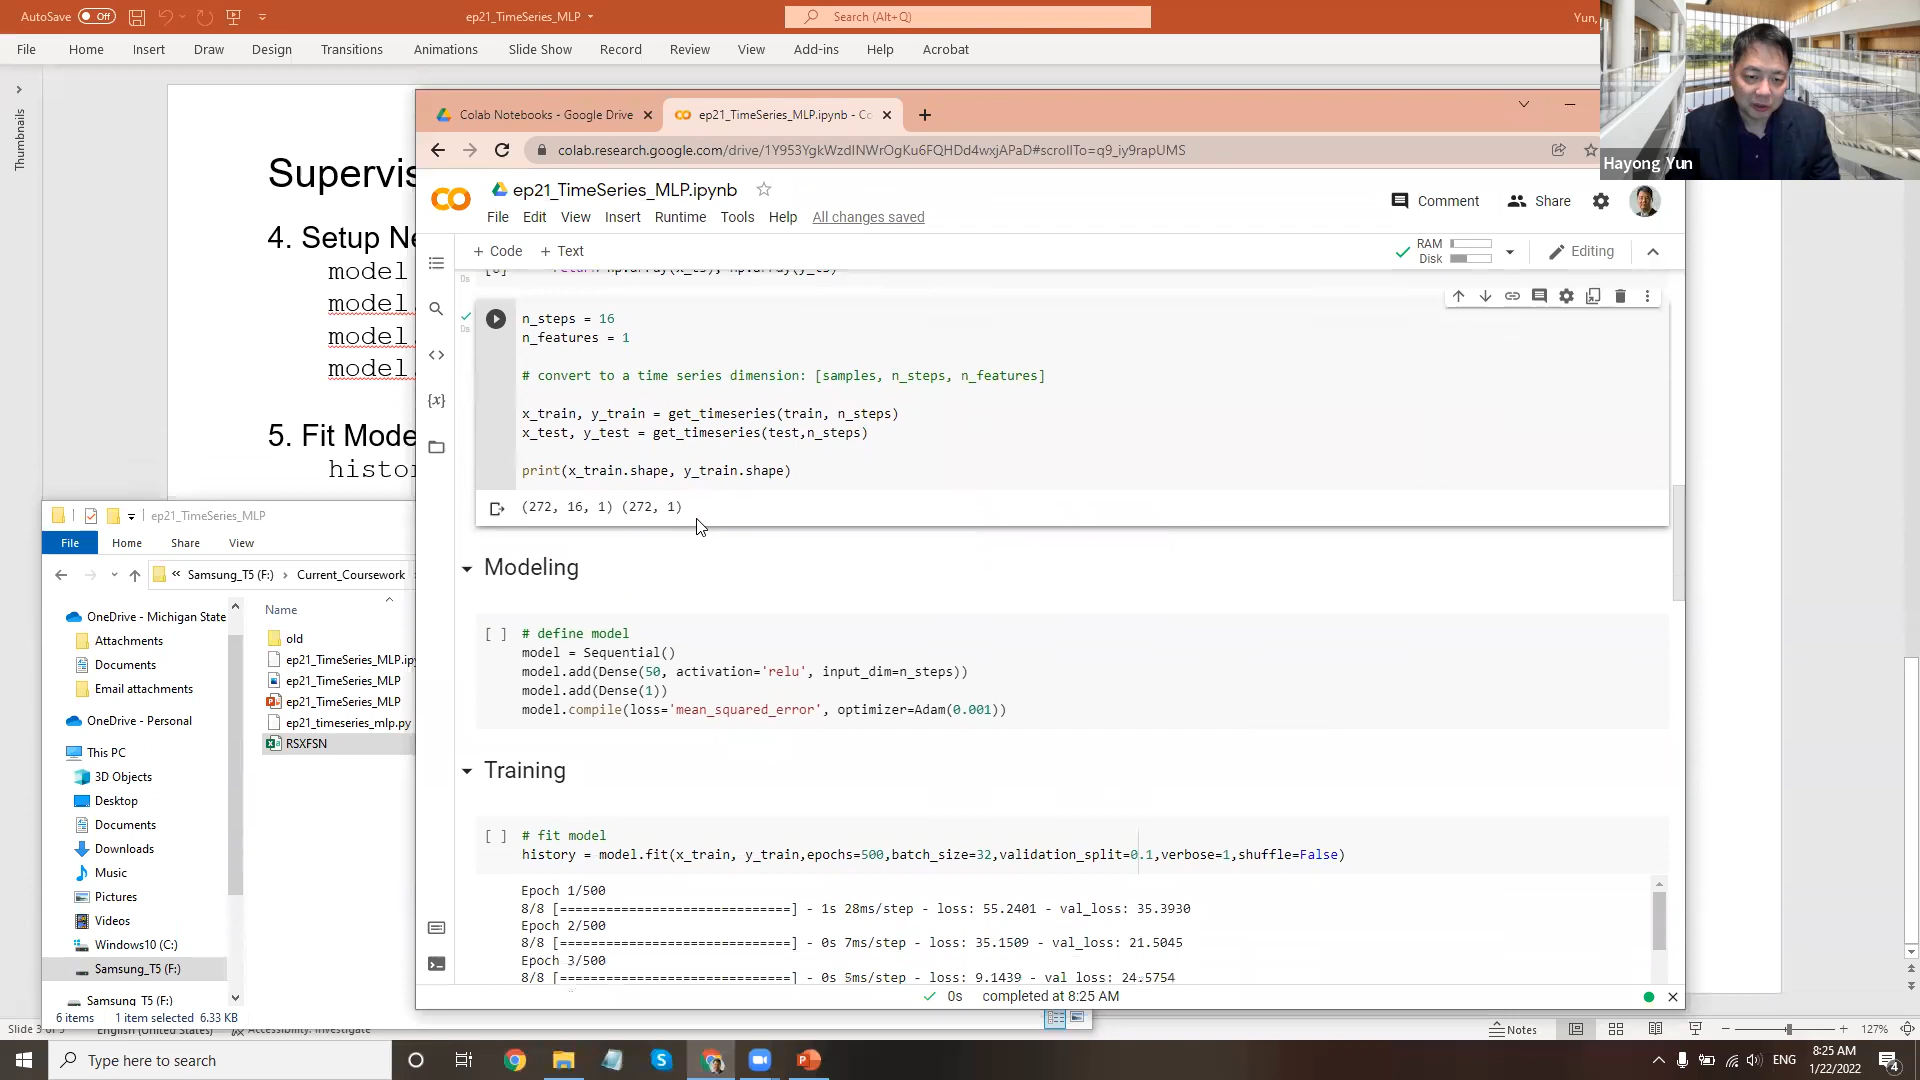 AutoSave Off
ep21_TimeSeries_MLP
Search (Alt+Q)
Yun,
File Home Insert Draw Design Transitions Animations Slide Show Record Review View Add-ins Help Acrobat
Thumbnails
Hayong Yun
Supervis
4. Setup Ne
model
model.
model.
model.
5. Fit Mode
histor
Colab Notebooks - Google Drive
ep21_TimeSeries_MLP.ipynb - Co
colab.research.google.com/drive/1Y953YgkWzdINWrOgKu6FQHDd4wxjAPaD#scrollTo=q9_iy9rapUMS
ep21_TimeSeries_MLP.ipynb
Comment
Share
File Edit View Insert Runtime Tools Help All changes saved
+ Code + Text
RAM
Disk
Editing
n_steps = 16
n_features = 1
# convert to a time series dimension: [samples, n_steps, n_features]
x_train, y_train = get_timeseries(train, n_steps)
x_test, y_test = get_timeseries(test,n_steps)
print(x_train.shape, y_train.shape)
(272, 16, 1) (272, 1)
Modeling
[ ] # define model
model = Sequential()
model.add(Dense(50, activation='relu', input_dim=n_steps))
model.add(Dense(1))
model.compile(loss='mean_squared_error', optimizer=Adam(0.001))
Training
[ ] # fit model
history = model.fit(x_train, y_train,epochs=500,batch_size=32,validation_split=0.1,verbose=1,shuffle=False)
Epoch 1/500
8/8 [==============================] - 1s 28ms/step - loss: 55.2401 - val_loss: 35.3930
Epoch 2/500
8/8 [==============================] - 0s 7ms/step - loss: 35.1509 - val_loss: 21.5045
Epoch 3/500
8/8 [==============================] - 0s 5ms/step - loss: 9.1439 - val_loss: 24.5754
0s completed at 8:25 AM
ep21_TimeSeries_MLP
File Home Share View
« Samsung_T5 (F:) › Current_Coursework
OneDrive - Michigan State
Attachments
Documents
Email attachments
OneDrive - Personal
This PC
3D Objects
Desktop
Documents
Downloads
Music
Pictures
Videos
Windows10 (C:)
Samsung_T5 (F:)
Samsung_T5 (F:)
Name
old
ep21_TimeSeries_MLP.ip
ep21_TimeSeries_MLP
ep21_TimeSeries_MLP
ep21_timeseries_mlp.py
RSXFSN
6 items 1 item selected 6.33 KB
English (United States) Accessibility: Investigate
Notes
127%
Type here to search
ENG
8:25 AM
1/22/2022
4